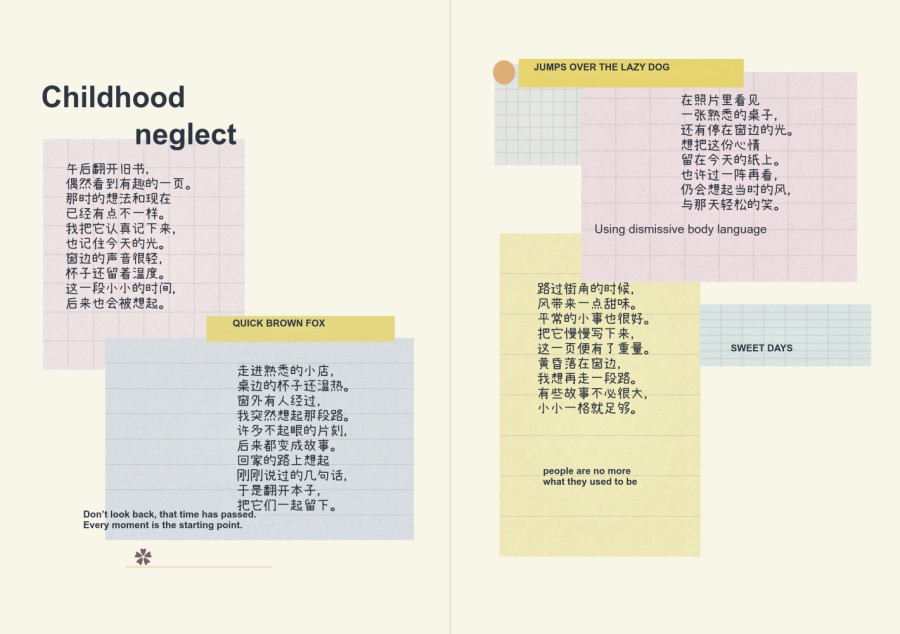 Childhood
neglect
午后翻开旧书，
偶然看到有趣的一页。
那时的想法和现在
已经有点不一样。
我把它认真记下来，
也记住今天的光。
窗边的声音很轻，
杯子还留着温度。
这一段小小的时间，
后来也会被想起。
QUICK BROWN FOX
走进熟悉的小店，
桌边的杯子还温热。
窗外有人经过，
我突然想起那段路。
许多不起眼的片刻，
后来都变成故事。
回家的路上想起
刚刚说过的几句话，
于是翻开本子，
把它们一起留下。
Don't look back, that time has passed.
Every moment is the starting point.
JUMPS OVER THE LAZY DOG
在照片里看见
一张熟悉的桌子，
还有停在窗边的光。
想把这份心情
留在今天的纸上。
也许过一阵再看，
仍会想起当时的风，
与那天轻松的笑。
Using dismissive body language
路过街角的时候，
风带来一点甜味。
平常的小事也很好。
把它慢慢写下来，
这一页便有了重量。
黄昏落在窗边，
我想再走一段路。
有些故事不必很大，
小小一格就足够。
SWEET DAYS
people are no more
what they used to be